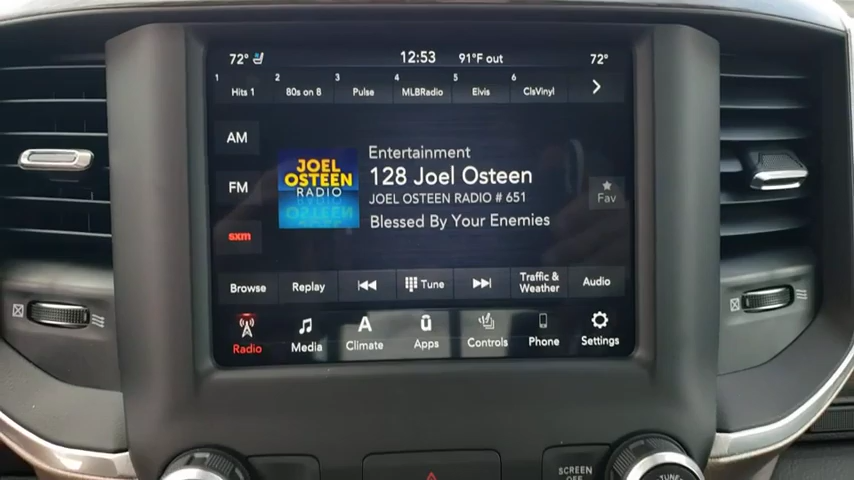 72° 12:53 91°F out 72°
1 Hits 1 2 80s on 8 3 Pulse 4 MLBRadio 5 Elvis 6 ClsVinyl
AM
FM
sxm
JOEL
OSTEEN
RADIO
Entertainment
128 Joel Osteen
JOEL OSTEEN RADIO # 651
Blessed By Your Enemies
Fav
Browse Replay Tune Traffic &
Weather Audio
Radio Media A Climate ū Apps Controls Phone Settings
SCREEN
OFF
TUNE